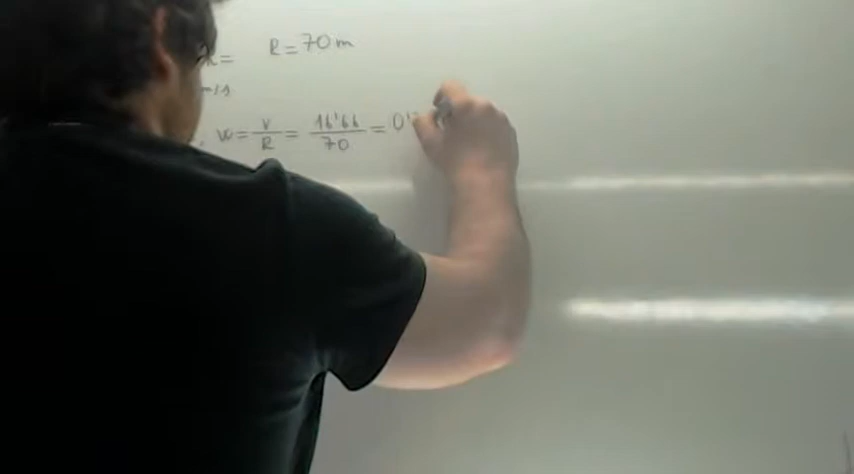 R=70 m
m/s
w = v/R = 16'66/70 = 0'